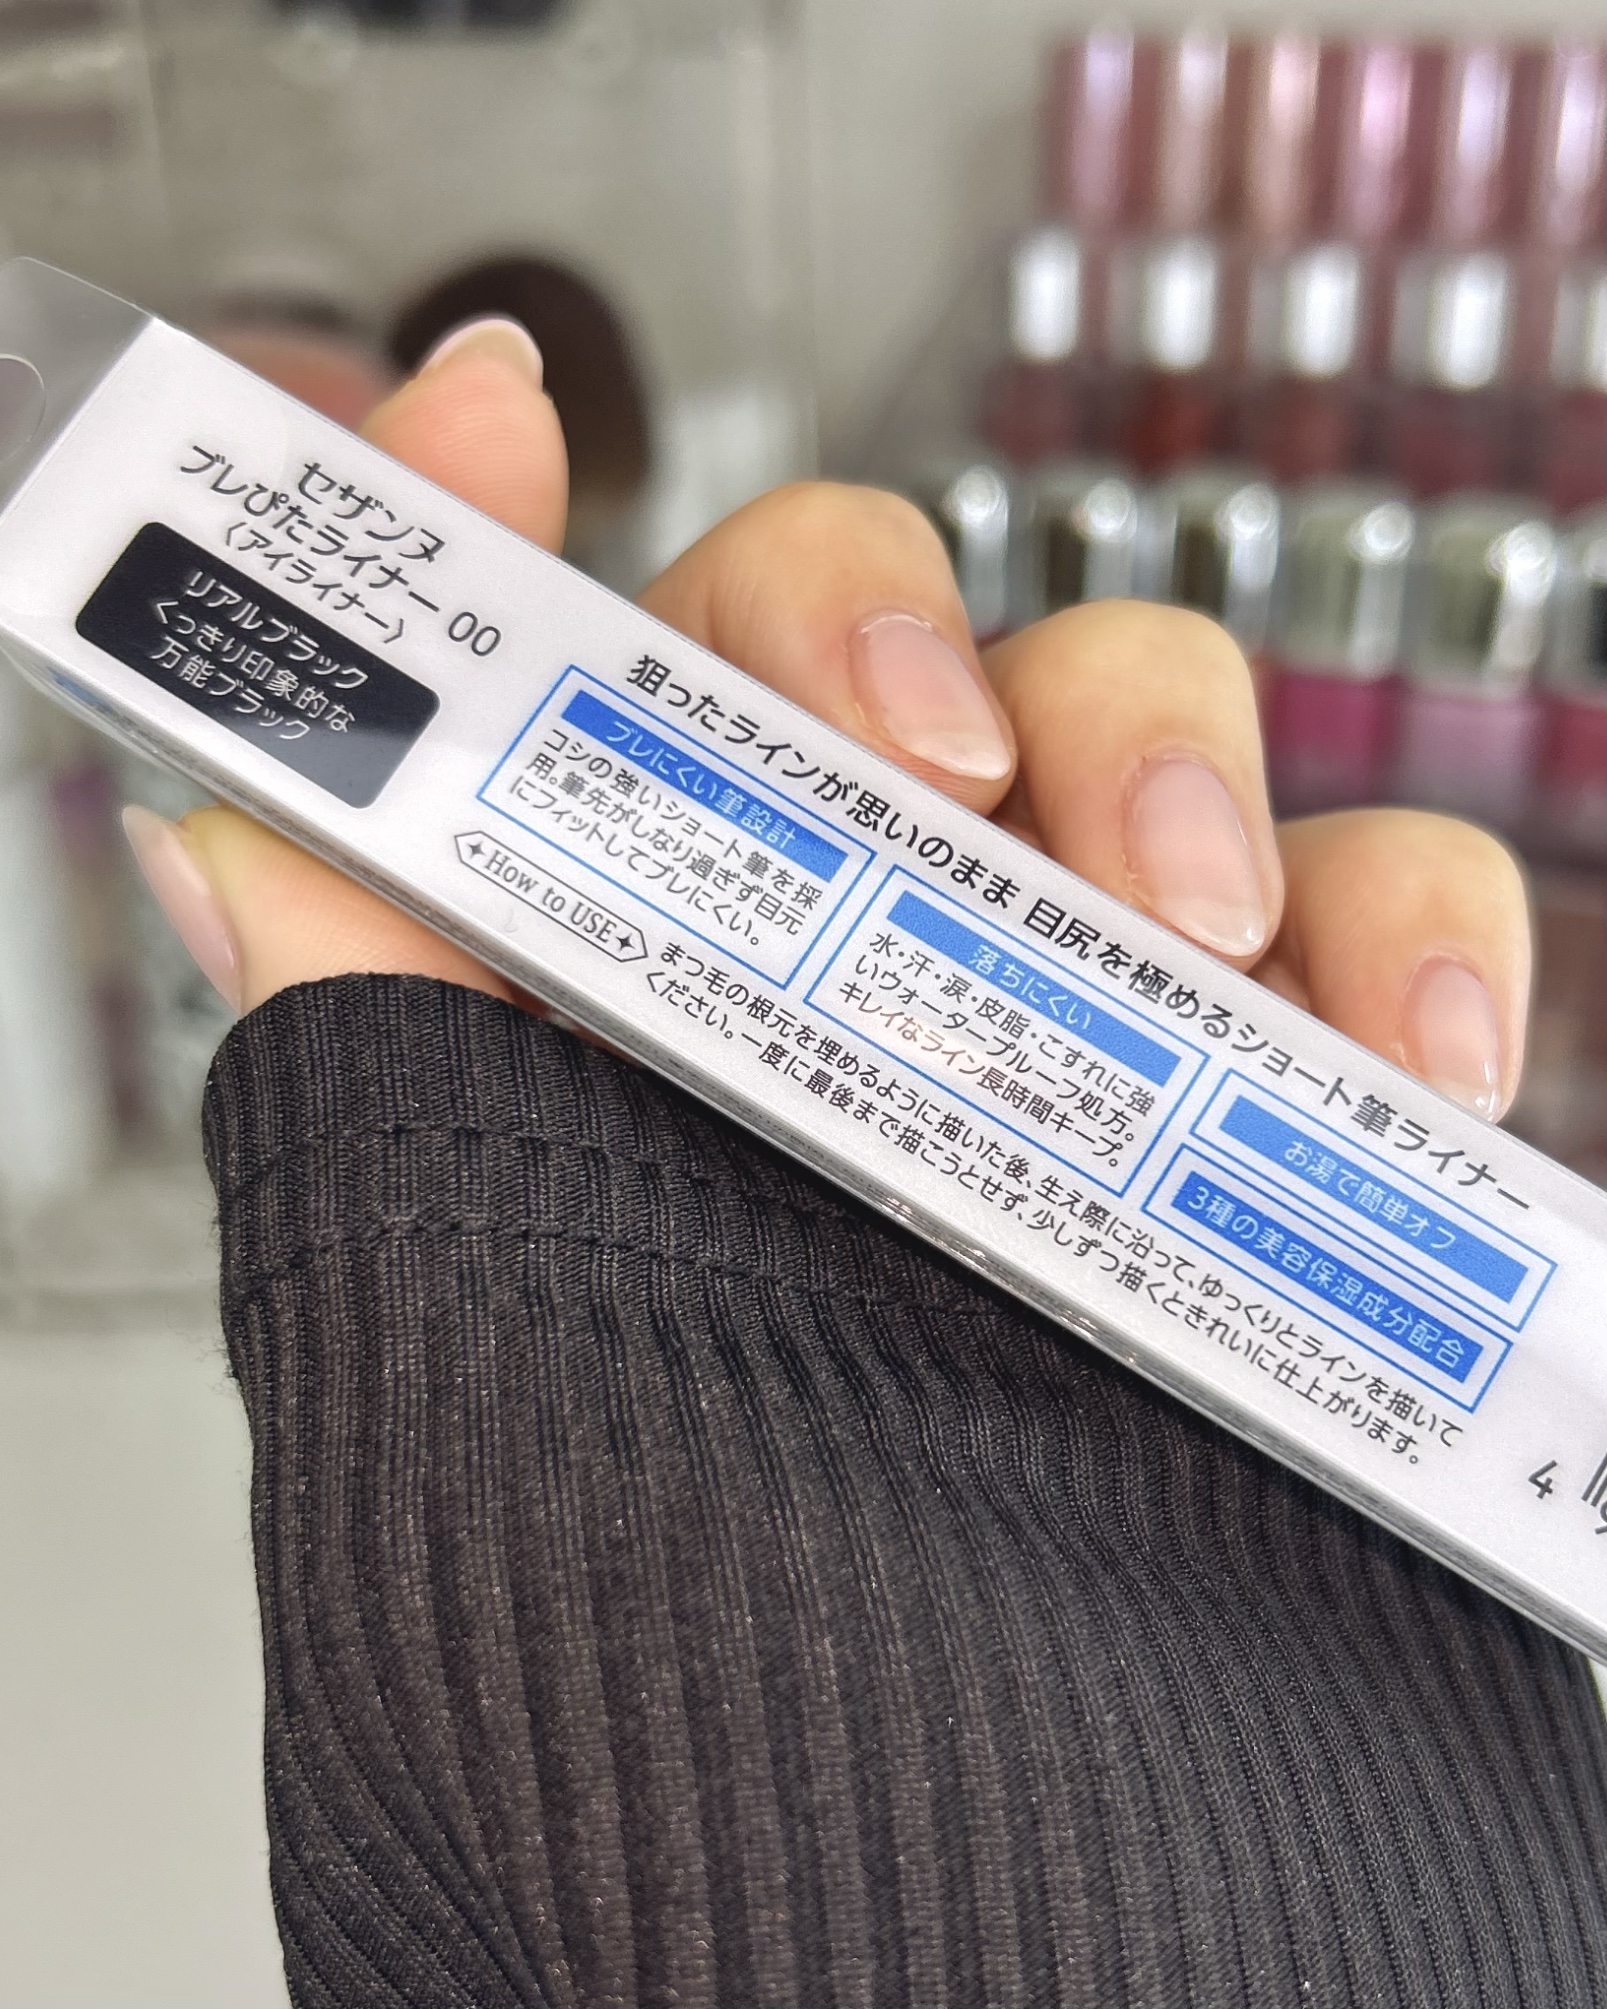 セザンヌ
ブレぴたライナー 00
〈アイライナー〉
リアルブラック
くっきり印象的な
万能ブラック
狙ったラインが思いのまま 目尻を極めるショート筆ライナー
ブレにくい筆設計
コシの強いショート筆を採
用。筆先がしなり過ぎず目元
にフィットしてブレにくい。
落ちにくい
水・汗・涙・皮脂・こすれに強
いウォータープルーフ処方。
キレイなライン長時間キープ。
お湯で簡単オフ
3種の美容保湿成分配合
How to USE
まつ毛の根元を埋めるように描いた後、生え際に沿って、ゆっくりとラインを描いて
ください。一度に最後まで描こうとせず、少しずつ描くときれいに仕上がります。
4